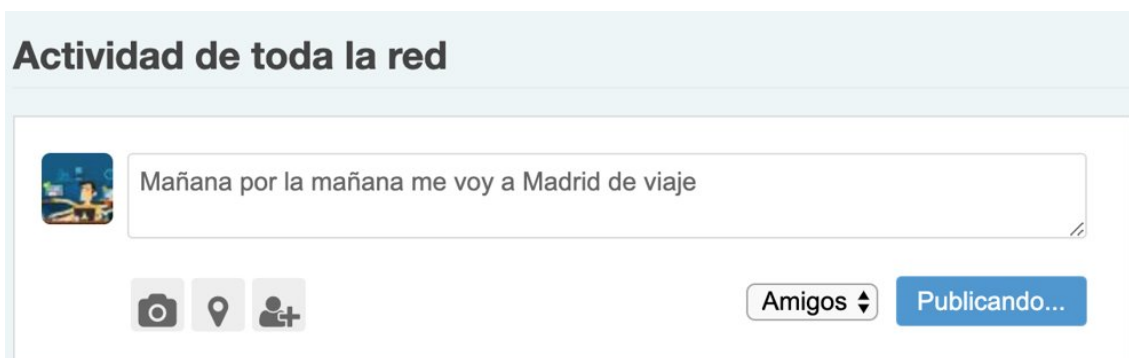 Actividad de toda la red
Mañana por la mañana me voy a Madrid de viaje
Amigos Publicando...